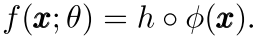 f(𝒙; θ) = h ∘ ϕ(𝒙).